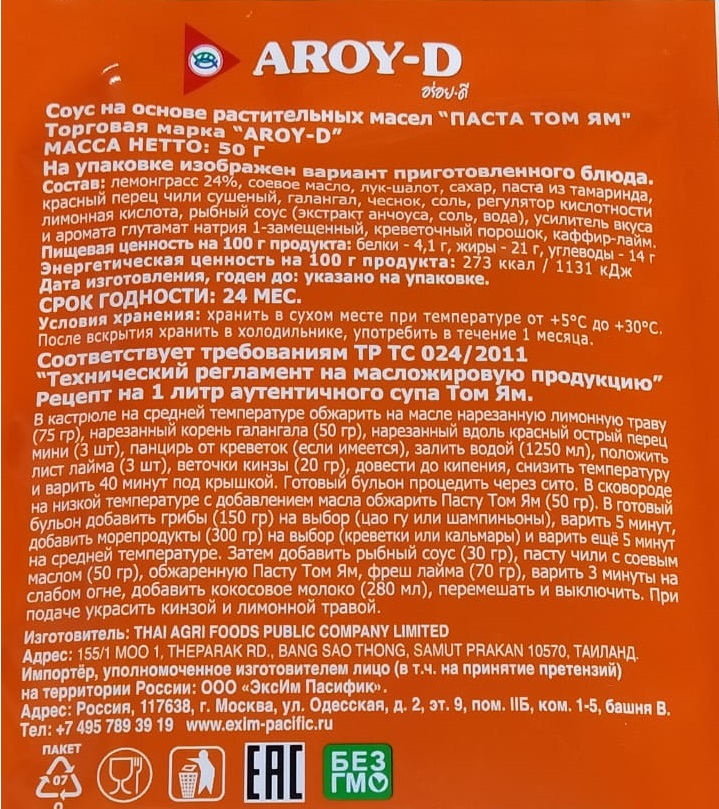 AROY-D
อร่อย-ดี
Соус на основе растительных масел "ПАСТА ТОМ ЯМ"
Торговая марка "AROY-D"
МАССА НЕТТО: 50 Г
На упаковке изображен вариант приготовленного блюда.
Состав: лемонграсс 24%, соевое масло, лук-шалот, сахар, паста из тамаринда,
красный перец чили сушеный, галангал, чеснок, соль, регулятор кислотности
лимонная кислота, рыбный соус (экстракт анчоуса, соль, вода), усилитель вкуса
и аромата глутамат натрия 1-замещенный, креветочный порошок, каффир-лайм.
Пищевая ценность на 100 г продукта: белки - 4,1 г, жиры - 21 г, углеводы - 14 г
Энергетическая ценность на 100 г продукта: 273 ккал / 1131 кДж
Дата изготовления, годен до: указано на упаковке.
СРОК ГОДНОСТИ: 24 МЕС.
Условия хранения: хранить в сухом месте при температуре от +5°С до +30°С.
После вскрытия хранить в холодильнике, употребить в течение 1 месяца.
Соответствует требованиям ТР ТС 024/2011
"Технический регламент на масложировую продукцию"
Рецепт на 1 литр аутентичного супа Том Ям.
В кастрюле на средней температуре обжарить на масле нарезанную лимонную траву
(75 гр), нарезанный корень галангала (50 гр), нарезанный вдоль красный острый перец
мини (3 шт), панцирь от креветок (если имеется), залить водой (1250 мл), положить
лист лайма (3 шт), веточки кинзы (20 гр), довести до кипения, снизить температуру
и варить 40 минут под крышкой. Готовый бульон процедить через сито. В сковороде
на низкой температуре с добавлением масла обжарить Пасту Том Ям (50 гр). В готовый
бульон добавить грибы (150 гр) на выбор (цао гу или шампиньоны), варить 5 минут,
добавить морепродукты (300 гр) на выбор (креветки или кальмары) и варить ещё 5 минут
на средней температуре. Затем добавить рыбный соус (30 гр), пасту чили с соевым
маслом (50 гр), обжаренную Пасту Том Ям, фреш лайма (70 гр), варить 3 минуты на
слабом огне, добавить кокосовое молоко (280 мл), перемешать и выключить. При
подаче украсить кинзой и лимонной травой.
Изготовитель: THAI AGRI FOODS PUBLIC COMPANY LIMITED
Адрес: 155/1 MOO 1, THEPARAK RD., BANG SAO THONG, SAMUT PRAKAN 10570, ТАИЛАНД.
Импортёр, уполномоченное изготовителем лицо (в т.ч. на принятие претензий)
на территории России: ООО «ЭксИм Пасифик».
Адрес: Россия, 117638, г. Москва, ул. Одесская, д. 2, эт. 9, пом. IIБ, ком. 1-5, башня В.
Тел: +7 495 789 39 19 www.exim-pacific.ru
ПАКЕТ
07
EAC
БЕЗ
ГМО